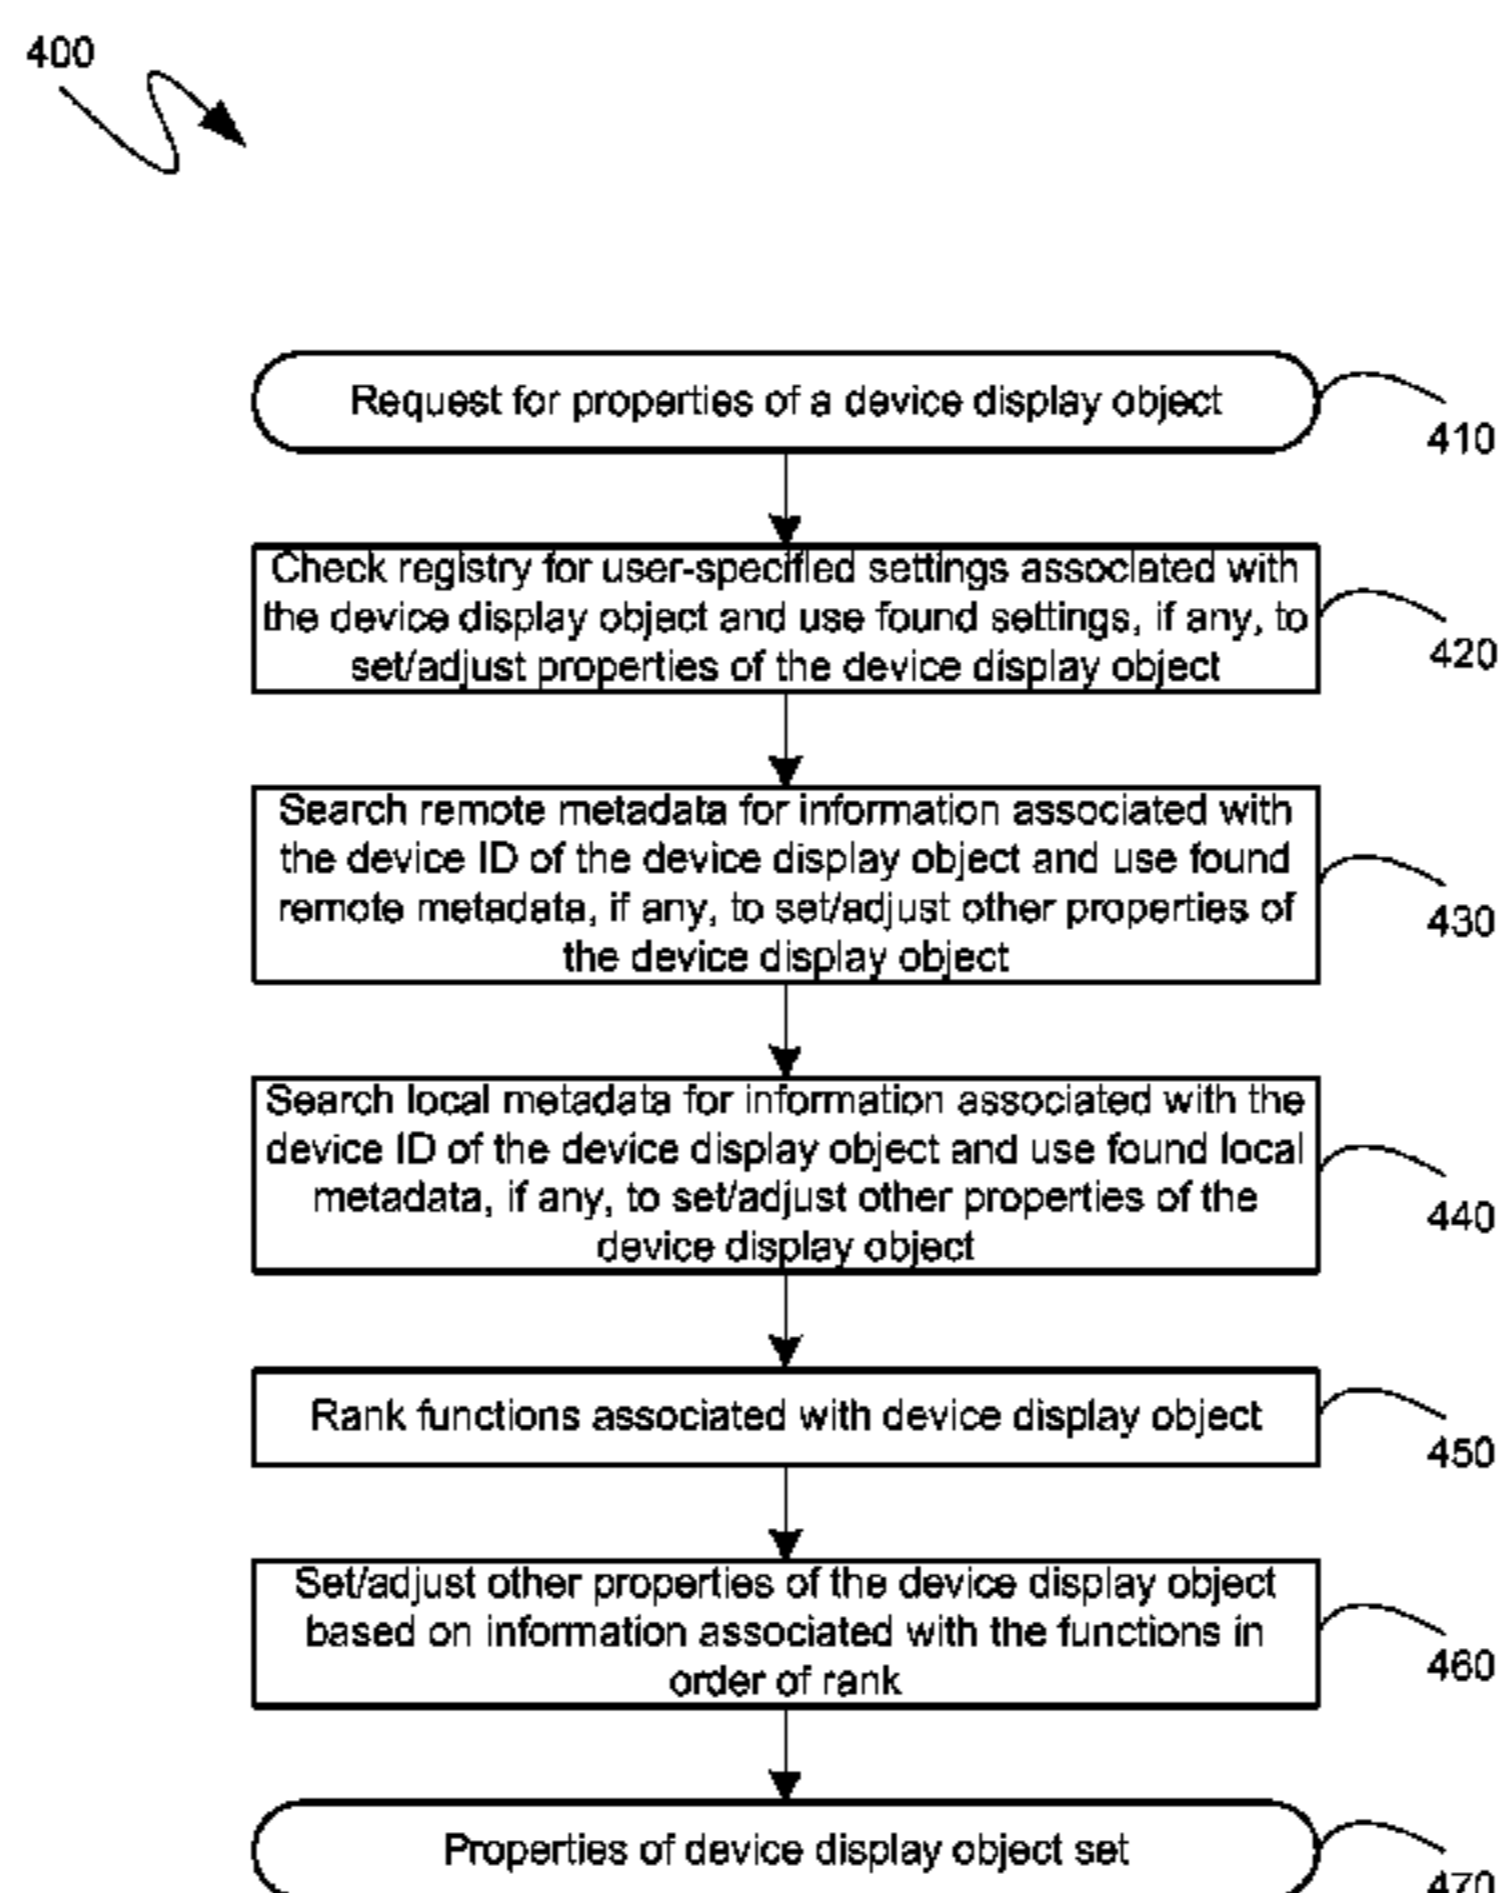 400
Request for properties of a device display object
410
Check registry for user-specified settings associated with
the device display object and use found settings, if any, to
set/adjust properties of the device display object
420
Search remote metadata for information associated with
the device ID of the device display object and use found
remote metadata, if any, to set/adjust other properties of
the device display object
430
Search local metadata for information associated with the
device ID of the device display object and use found local
metadata, if any, to set/adjust other properties of the
device display object
440
Rank functions associated with device display object
450
Set/adjust other properties of the device display object
based on information associated with the functions in
order of rank
460
Properties of device display object set
470